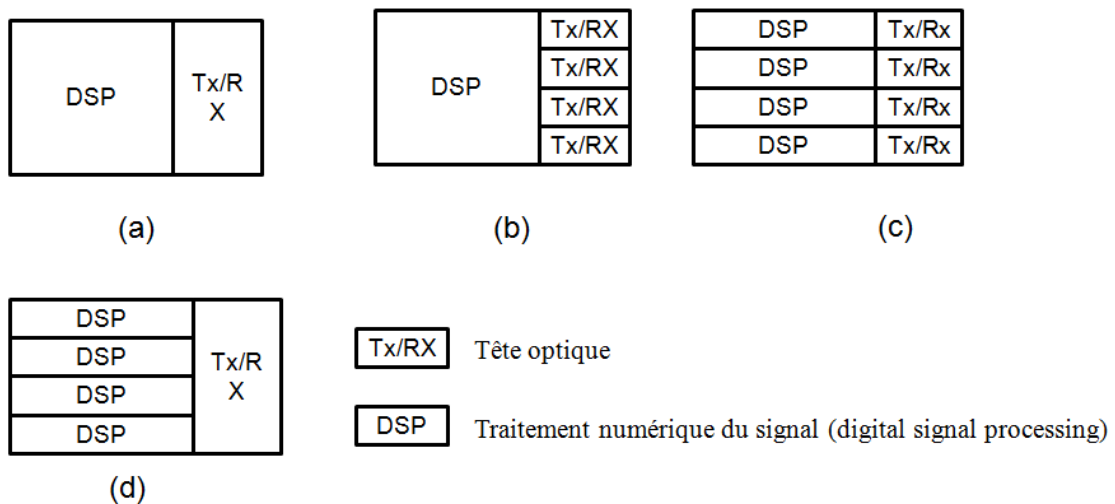 DSP
Tx/R
X
(a)
DSP
Tx/RX
Tx/RX
Tx/RX
Tx/RX
(b)
DSP Tx/Rx
DSP Tx/Rx
DSP Tx/Rx
DSP Tx/Rx
(c)
DSP
DSP
DSP
DSP
Tx/R
X
(d)
Tx/RX Tête optique
DSP Traitement numérique du signal (digital signal processing)